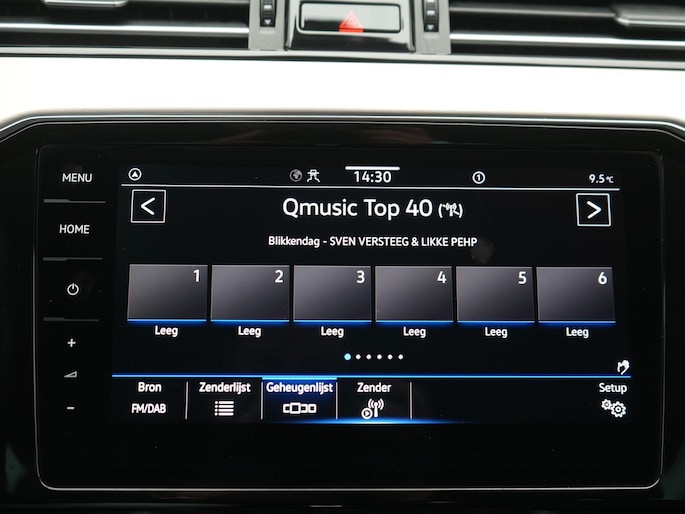 MENU
HOME
14:30
1
9.5°C
Qmusic Top 40
Blikkendag - SVEN VERSTEEG & LIKKE PEHP
1 2 3 4 5 6
Leeg Leeg Leeg Leeg Leeg Leeg
Bron Zenderlijst Geheugenlijst Zender Setup
FM/DAB